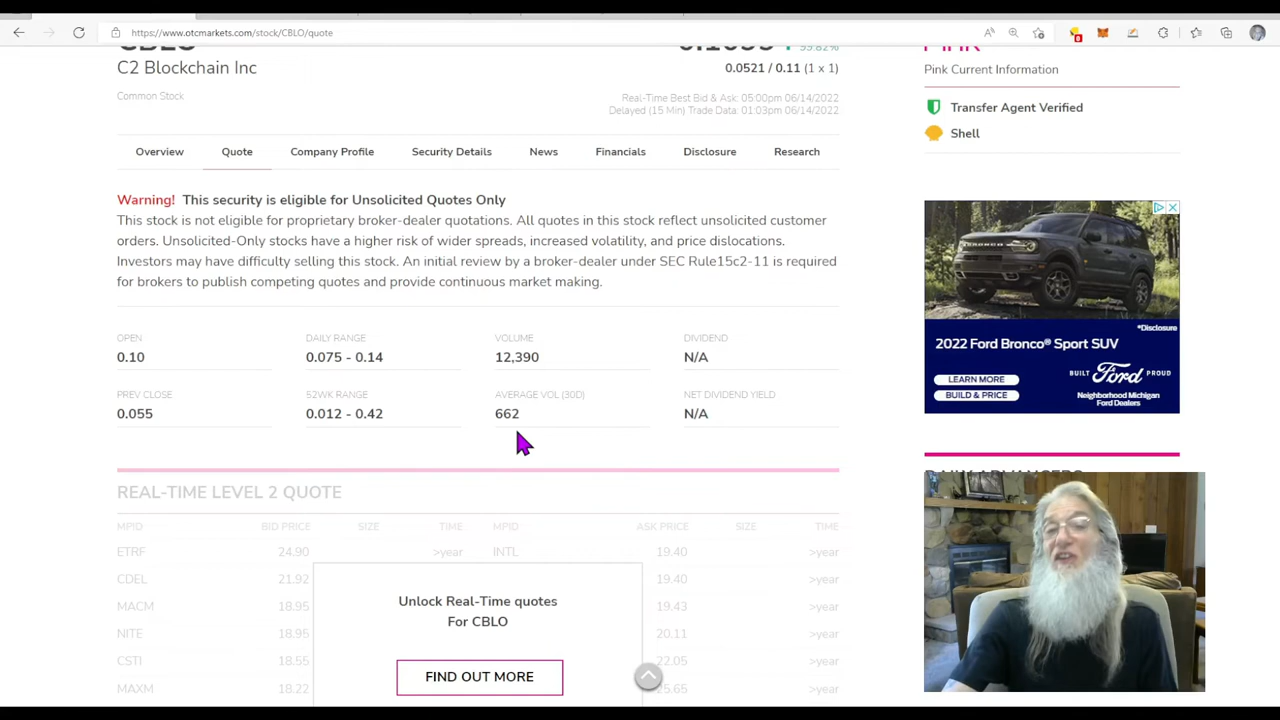 https://www.otcmarkets.com/stock/CBLO/quote
CBLO
59.82%
C2 Blockchain Inc
0.0521 / 0.11 (1 x 1)
Common Stock
Real-Time Best Bid & Ask: 05:00pm 06/14/2022
Delayed (15 Min) Trade Data: 01:03pm 06/14/2022
Overview Quote Company Profile Security Details News Financials Disclosure Research
Warning! This security is eligible for Unsolicited Quotes Only
This stock is not eligible for proprietary broker-dealer quotations. All quotes in this stock reflect unsolicited customer
orders. Unsolicited-Only stocks have a higher risk of wider spreads, increased volatility, and price dislocations.
Investors may have difficulty selling this stock. An initial review by a broker-dealer under SEC Rule15c2-11 is required
for brokers to publish competing quotes and provide continuous market making.
OPEN DAILY RANGE VOLUME DIVIDEND
0.10 0.075 - 0.14 12,390 N/A
PREV CLOSE 52WK RANGE AVERAGE VOL (30D) NET DIVIDEND YIELD
0.055 0.012 - 0.42 662 N/A
REAL-TIME LEVEL 2 QUOTE
MPID BID PRICE SIZE TIME MPID ASK PRICE SIZE TIME
ETRF 24.90 >year INTL 19.40 >year
CDEL 21.92 19.40 >year
MACM 18.95 19.43 >year
NITE 18.95 20.11 >year
CSTI 18.55 22.05 >year
MAXM 18.22 25.65 >year
Unlock Real-Time quotes
For CBLO
FIND OUT MORE
PINK
Pink Current Information
Transfer Agent Verified
Shell
*Disclosure
2022 Ford Bronco® Sport SUV
LEARN MORE
BUILD & PRICE
BUILT Ford PROUD
Neighborhood Michigan
Ford Dealers
DAILY ADVANCERS